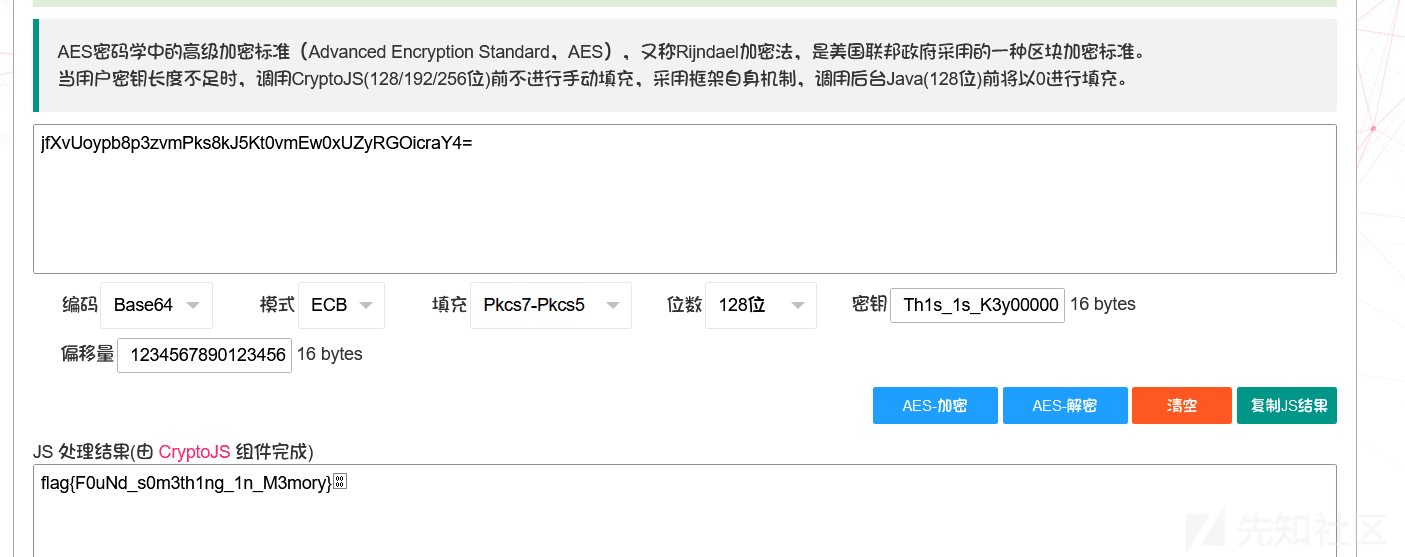 AES密码学中的高级加密标准（Advanced Encryption Standard，AES），又称Rijndael加密法，是美国联邦政府采用的一种区块加密标准。
当用户密钥长度不足时，调用CryptoJS(128/192/256位)前不进行手动填充，采用框架自身机制，调用后台Java(128位)前将以0进行填充。
jfXvUoypb8p3zvmPks8kJ5Kt0vmEw0xUZyRGOicraY4=
编码 Base64 模式 ECB 填充 Pkcs7-Pkcs5 位数 128位 密钥 Th1s_1s_K3y00000 16 bytes
偏移量 1234567890123456 16 bytes
AES-加密 AES-解密 清空 复制JS结果
JS 处理结果(由 CryptoJS 组件完成)
flag{F0uNd_s0m3th1ng_1n_M3mory}
先知社区